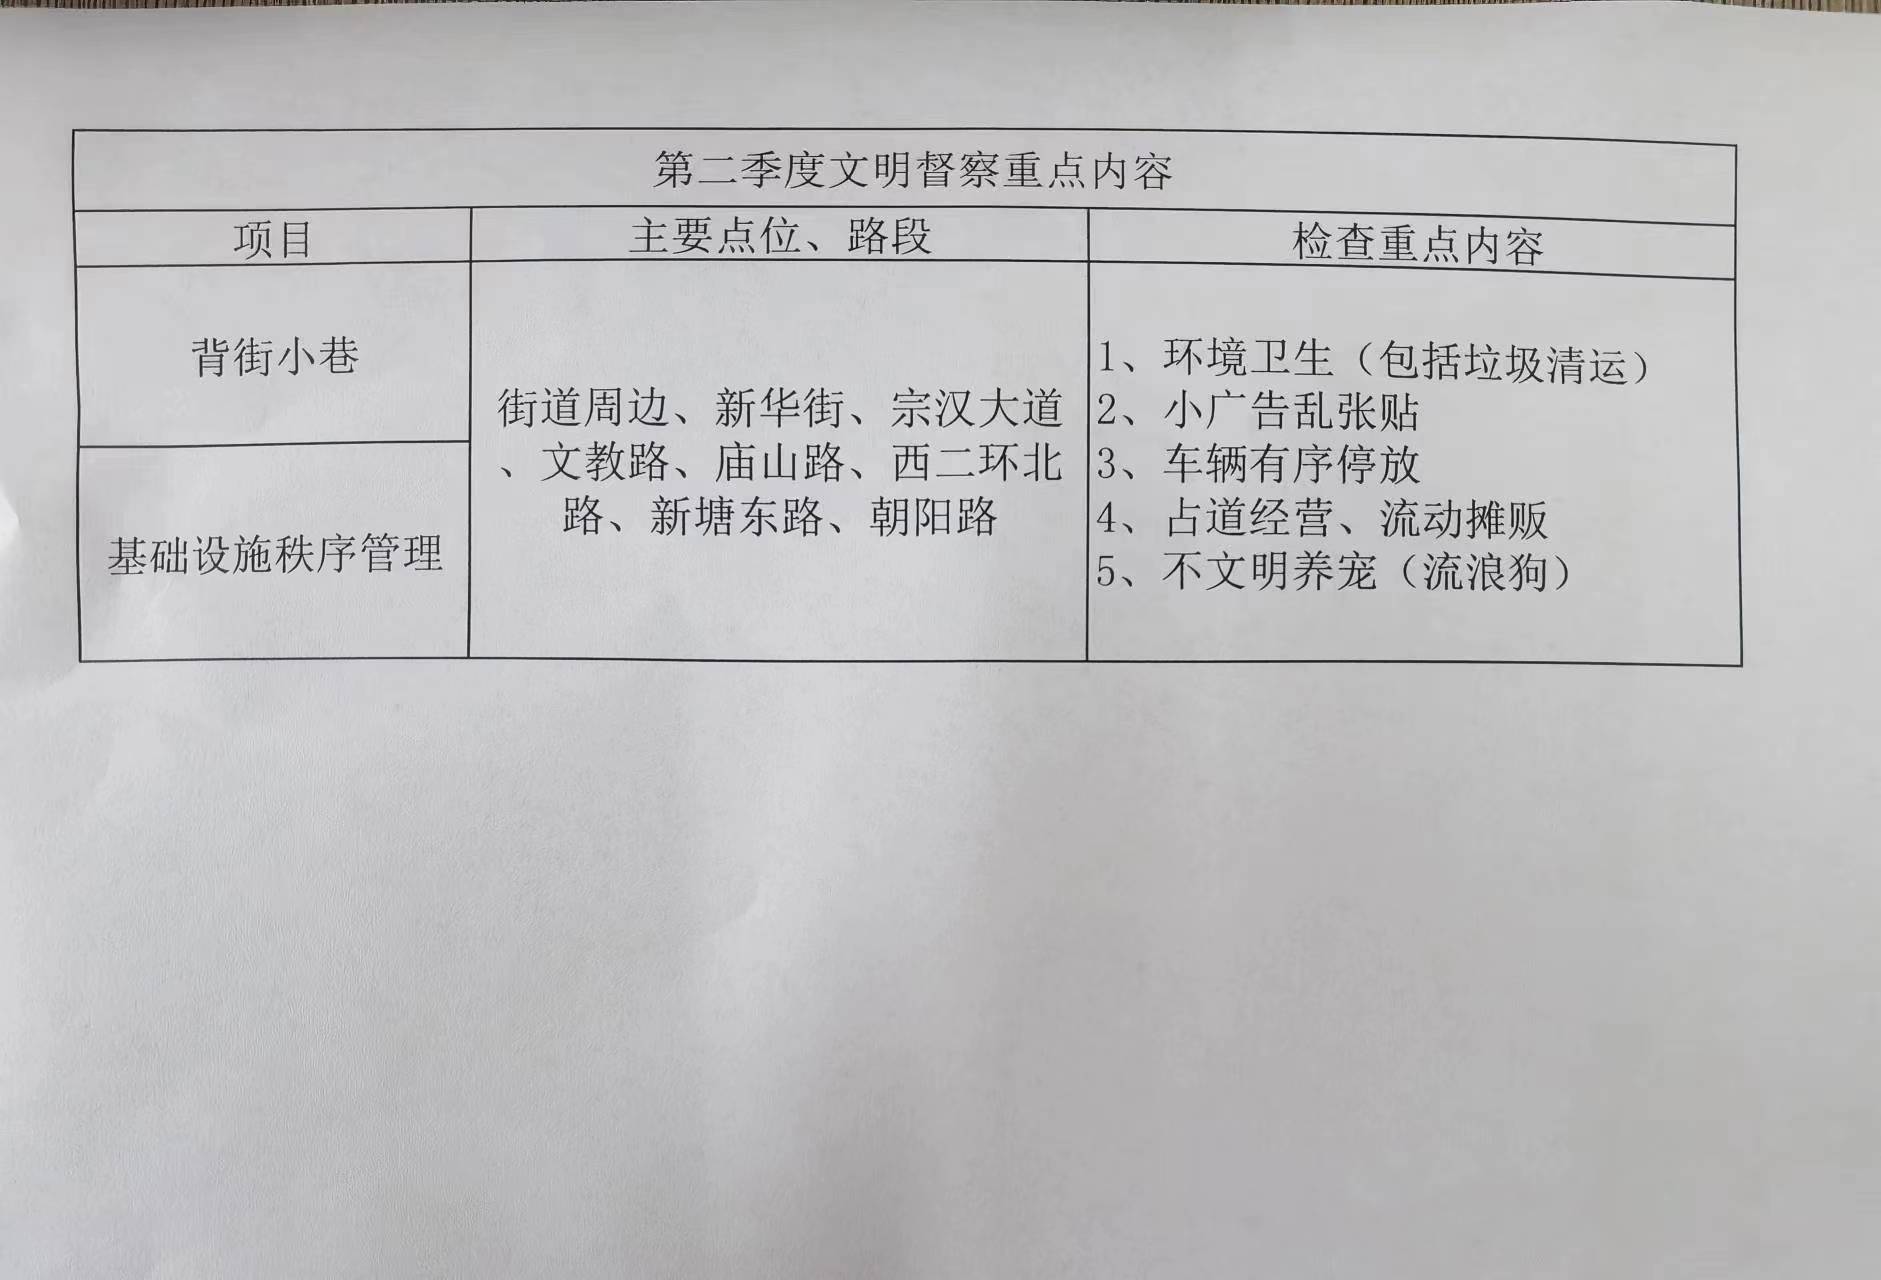 第二季度文明督察重点内容
项目
主要点位、路段
检查重点内容
背街小巷
基础设施秩序管理
街道周边、新华街、宗汉大道
、文教路、庙山路、西二环北
路、新塘东路、朝阳路
1、环境卫生（包括垃圾清运）
2、小广告乱张贴
3、车辆有序停放
4、占道经营、流动摊贩
5、不文明养宠（流浪狗）